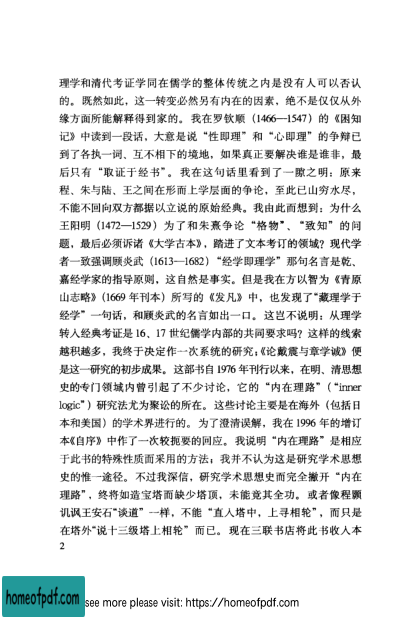 理学和清代考证学同在儒学的整体传统之内是没有人可以否认
的。既然如此，这一转变必然另有内在的因素，绝不是仅仅从外
缘方面所能解释得到家的。我在罗钦顺（1466—1547）的《困知
记》中读到一段话，大意是说“性即理”和“心即理”的争辩已
到了各执一词、互不相下的境地，如果真正要解决谁是谁非，最
后只有“取证于经书”。我在这句话里看到了一隙之明：原来
程、朱与陆、王之间在形而上学层面的争论，至此已山穷水尽，
不能不回向双方都据以立说的原始经典。我由此而想到：为什么
王阳明（1472—1529）为了和朱熹争论“格物”、“致知”的问
题，最后必须诉诸《大学古本》，踏进了文本考订的领域？现代学
者一致强调顾炎武（1613—1682）“经学即理学”那句名言是乾、
嘉经学家的指导原则，这自然是事实。但是我在方以智为《青原
山志略》（1669年刊本）所写的《发凡》中，也发现了“藏理学于
经学”一句话，和顾炎武的名言如出一口。这岂不说明：从理学
转入经典考证是16、17世纪儒学内部的共同要求吗？这样的线索
越积越多，我终于决定作一次系统的研究；《论戴震与章学诚》便
是这一研究的初步成果。这部书自1976年刊行以来，在明、清思想
史的专门领域内曾引起了不少讨论，它的“内在理路”（“inner
logic”）研究法尤为聚讼的所在。这些讨论主要是在海外（包括日
本和美国）的学术界进行的。为了澄清误解，我在1996年的增订
本《自序》中作了一次较扼要的回应。我说明“内在理路”是相应
于此书的特殊性质而采用的方法；我并不认为这是研究学术思想
史的惟一途径。不过我深信，研究学术思想史而完全撇开“内在
理路”，终将如造宝塔而缺少塔顶，未能竟其全功。或者像程颢
讥讽王安石“谈道”一样，不能“直入塔中，上寻相轮”，而只是
在塔外“说十三级塔上相轮”而已。现在三联书店将此书收入本
2
homeofpdf.com
see more please visit: https://homeofpdf.com